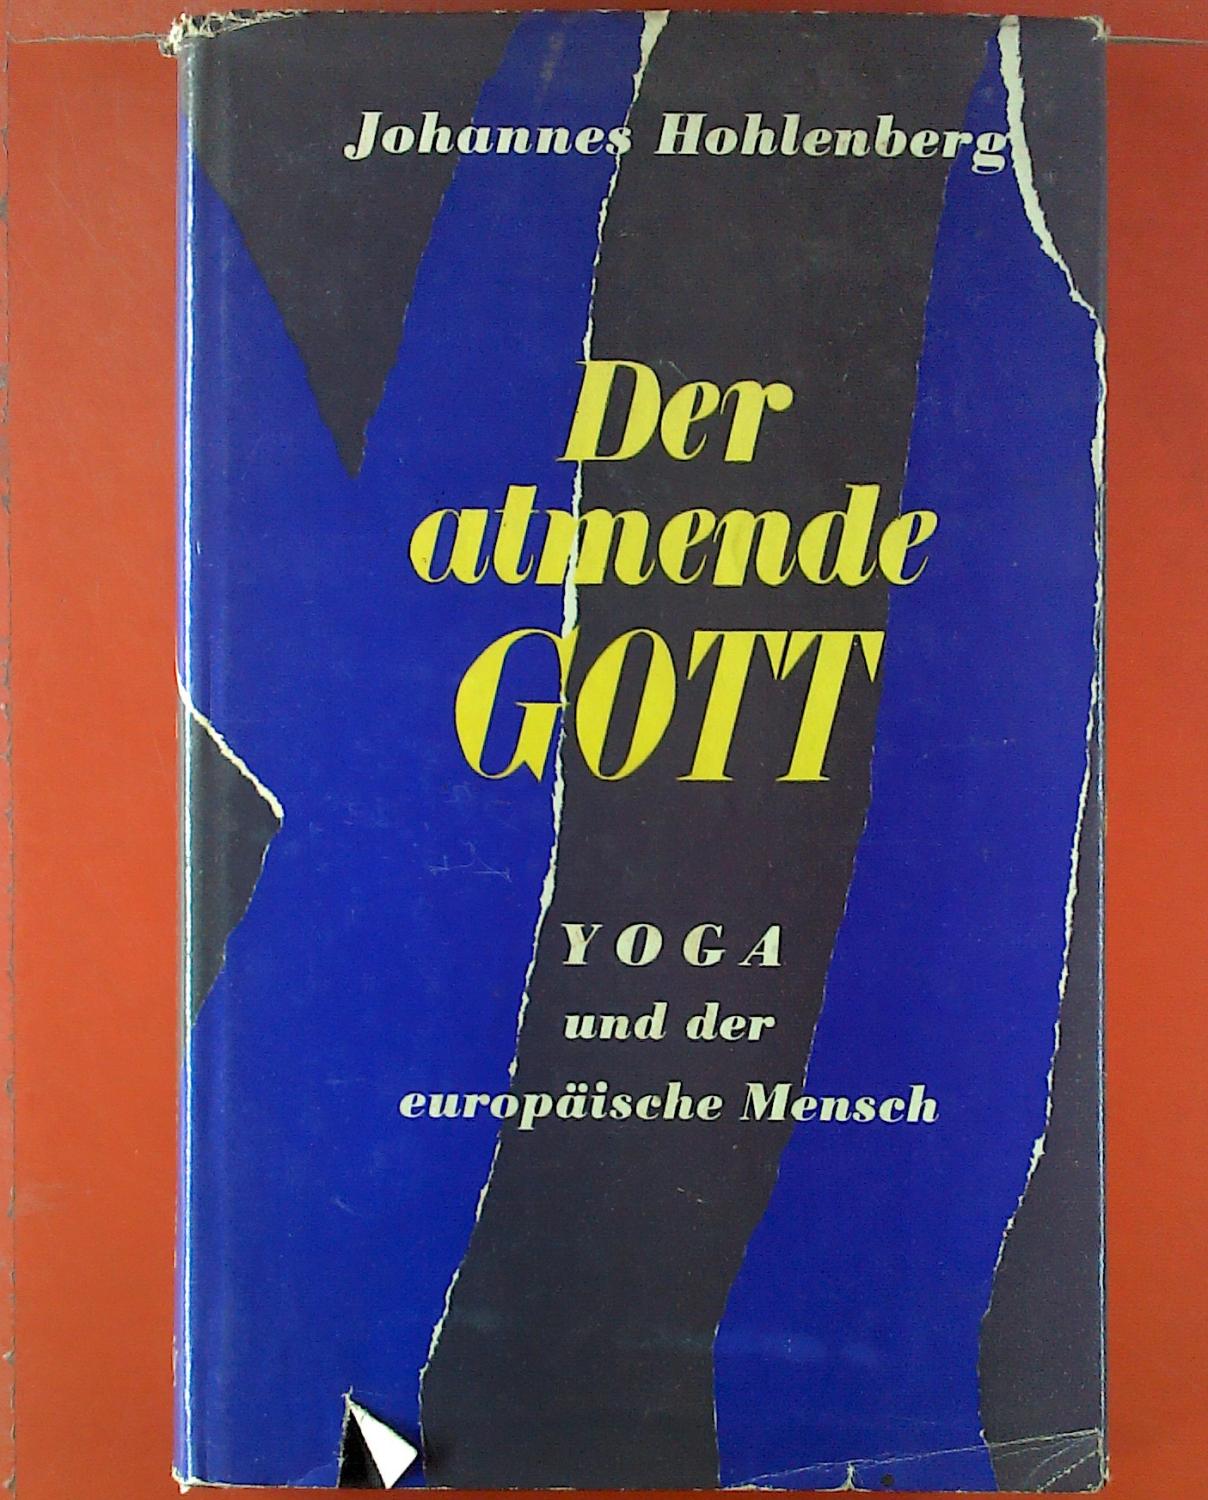 Johannes Hohlenberg
Der
atmende
GOTT
YOGA
und der
europäische Mensch